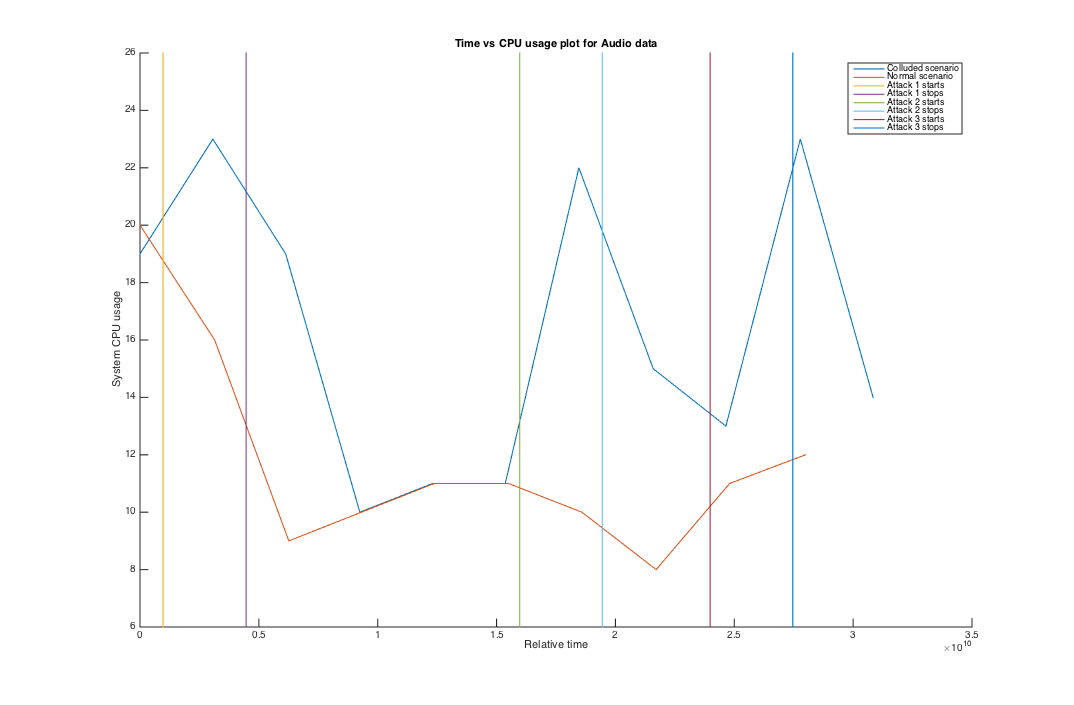 Time vs CPU usage plot for Audio data
26
24
22
20
18
16
14
12
10
8
6
System CPU usage
0
0.5
1
1.5
2
2.5
3
3.5
Relative time
×10^10
Colluded scenario
Normal scenario
Attack 1 starts
Attack 1 stops
Attack 2 starts
Attack 2 stops
Attack 3 starts
Attack 3 stops